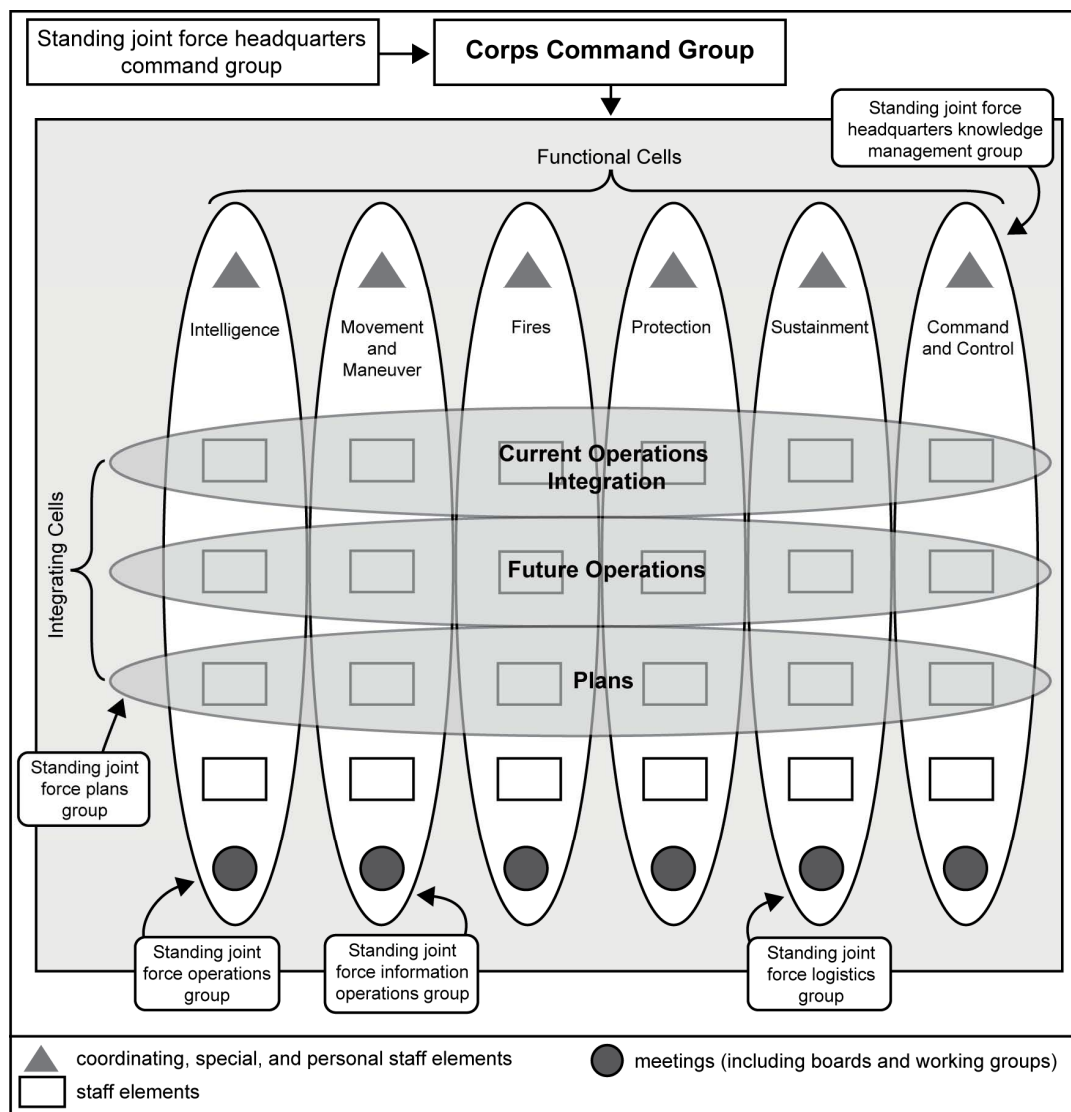 Standing joint force headquarters
command group
Corps Command Group
Standing joint force
headquarters knowledge
management group
Functional Cells
Intelligence
Movement
and
Maneuver
Fires
Protection
Sustainment
Command
and Control
Integrating Cells
Current Operations
Integration
Future Operations
Plans
Standing joint
force plans
group
Standing joint
force operations
group
Standing joint
force information
operations group
Standing joint
force logistics
group
coordinating, special, and personal staff elements
meetings (including boards and working groups)
staff elements